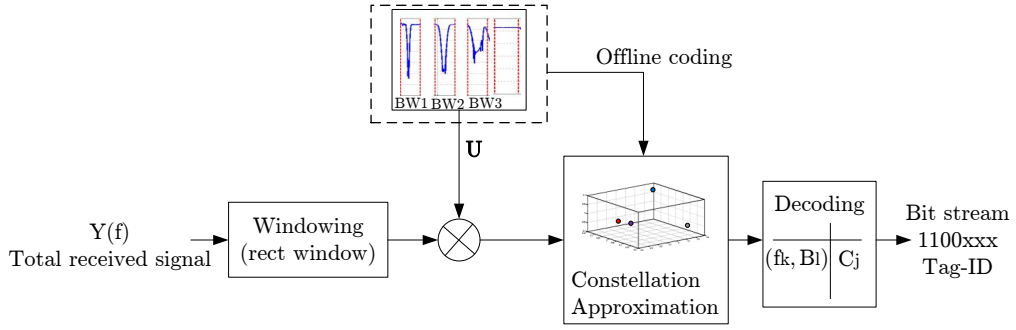 BW1 BW2 BW3
Offline coding
U
Y(f)
Total received signal
Windowing
(rect window)
Constellation
Approximation
Decoding
(fk, Bl) Cj
Bit stream
1100xxx
Tag-ID